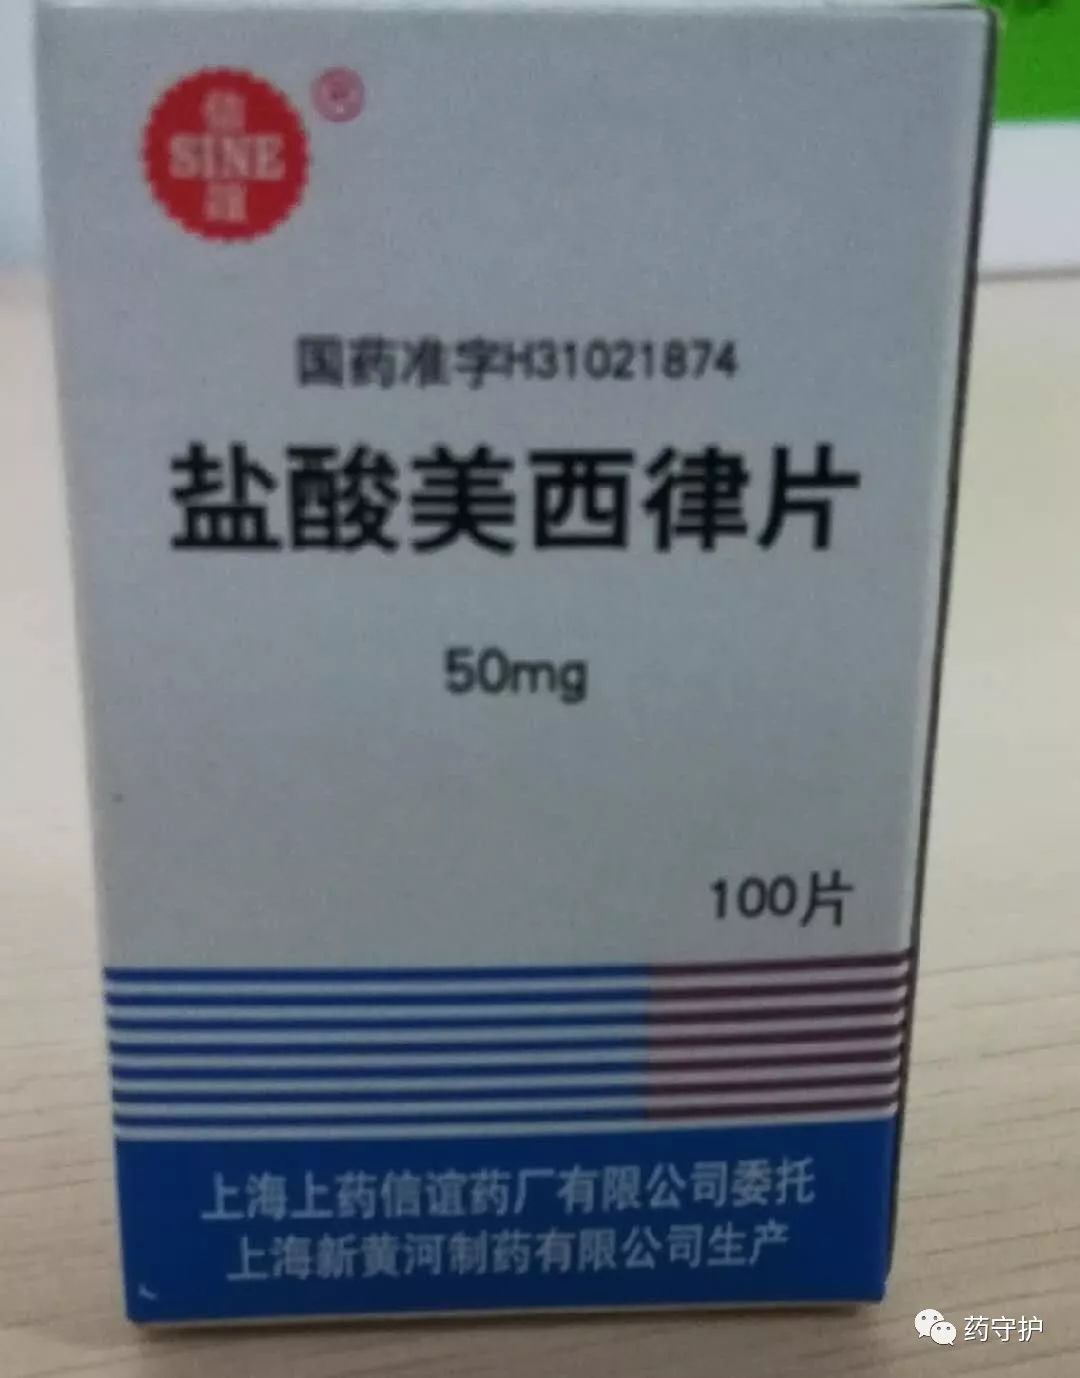 信
SINE
谊
®
国药准字H31021874
盐酸美西律片
50mg
100片
上海上药信谊药厂有限公司委托
上海新黄河制药有限公司生产
药守护